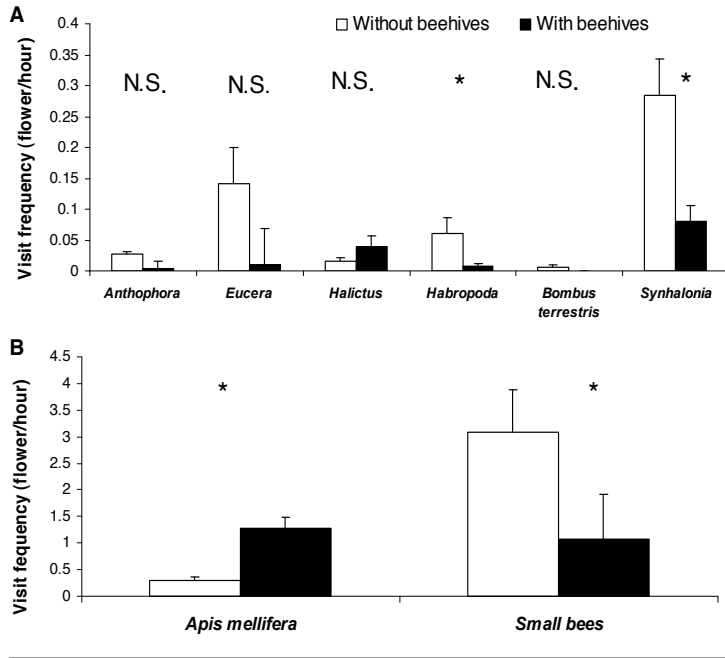 A
Without beehives
With beehives
Visit frequency (flower/hour)
0.4
0.35
0.3
0.25
0.2
0.15
0.1
0.05
0
N.S.
N.S.
N.S.
*
N.S.
*
Anthophora
Eucera
Halictus
Habropoda
Bombus
terrestris
Synhalonia
B
Visit fequency (flower/hour)
4.5
4
3.5
3
2.5
2
1.5
1
0.5
0
*
*
Apis mellifera
Small bees